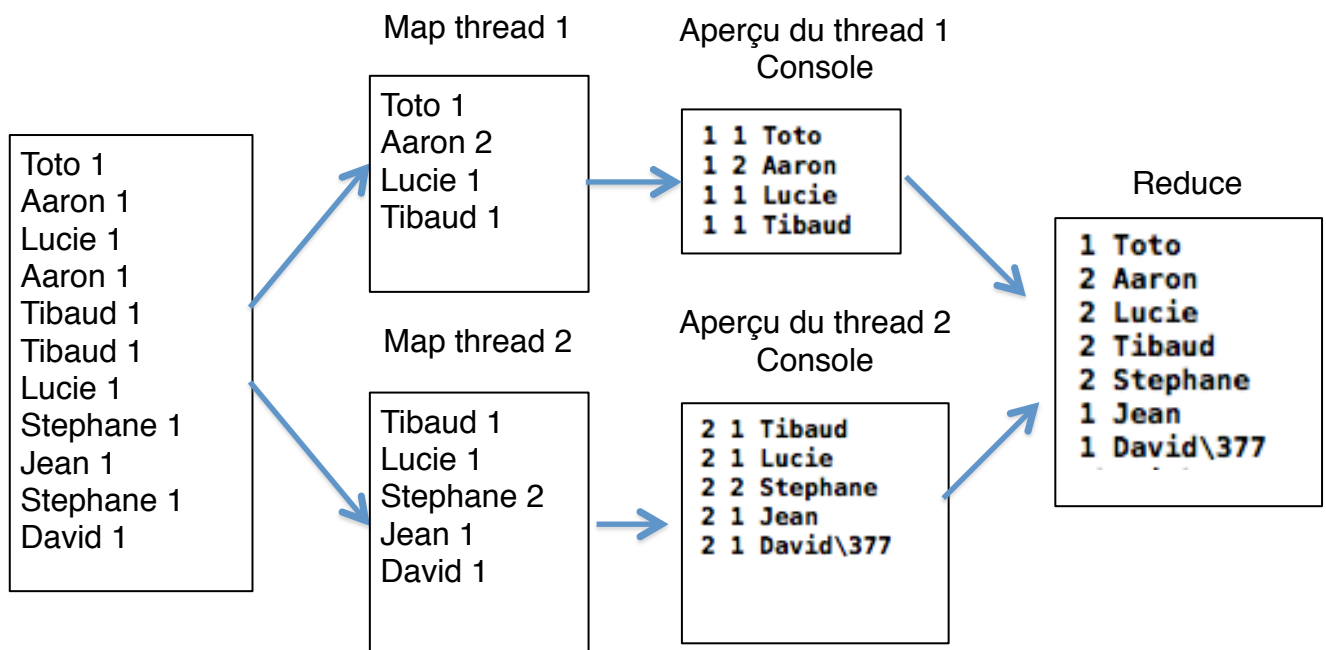 Toto 1
Aaron 1
Lucie 1
Aaron 1
Tibaud 1
Tibaud 1
Lucie 1
Stephane 1
Jean 1
Stephane 1
David 1
Map thread 1
Toto 1
Aaron 2
Lucie 1
Tibaud 1
Aperçu du thread 1
Console
1 1 Toto
1 2 Aaron
1 1 Lucie
1 1 Tibaud
Map thread 2
Tibaud 1
Lucie 1
Stephane 2
Jean 1
David 1
Aperçu du thread 2
Console
2 1 Tibaud
2 1 Lucie
2 2 Stephane
2 1 Jean
2 1 David\377
Reduce
1 Toto
2 Aaron
2 Lucie
2 Tibaud
2 Stephane
1 Jean
1 David\377